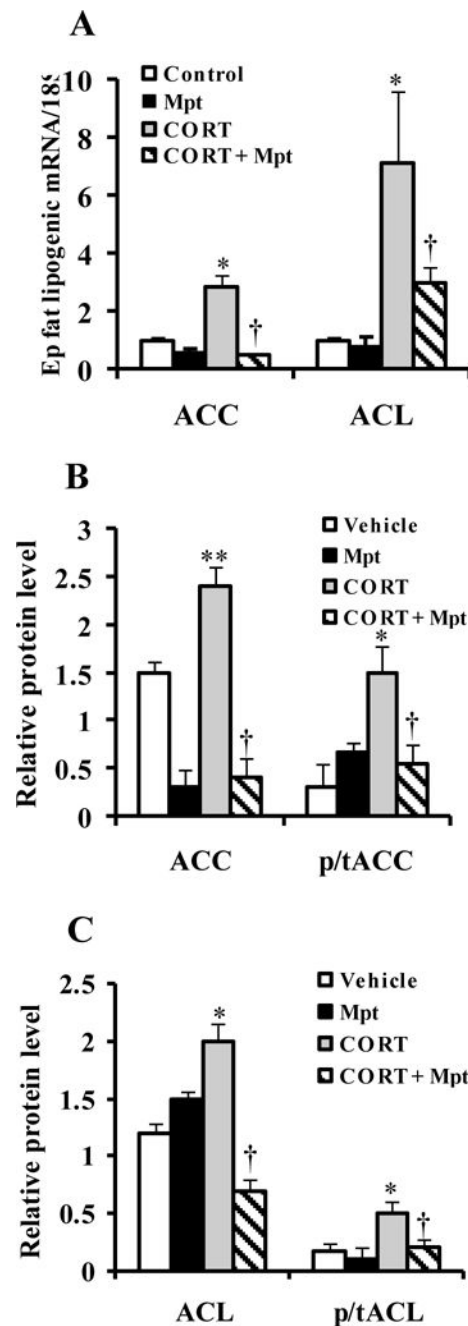 A
Ep fat lipogenic mRNA/18S
10
8
6
4
2
0
Control
Mpt
CORT
CORT + Mpt
*
†
*
†
ACC ACL
B
Relative protein level
3
2.5
2
1.5
1
0.5
0
Vehicle
Mpt
CORT
CORT + Mpt
**
†
*
†
ACC p/tACC
C
Relative protein level
2.5
2
1.5
1
0.5
0
Vehicle
Mpt
CORT
CORT + Mpt
*
†
*
†
ACL p/tACL